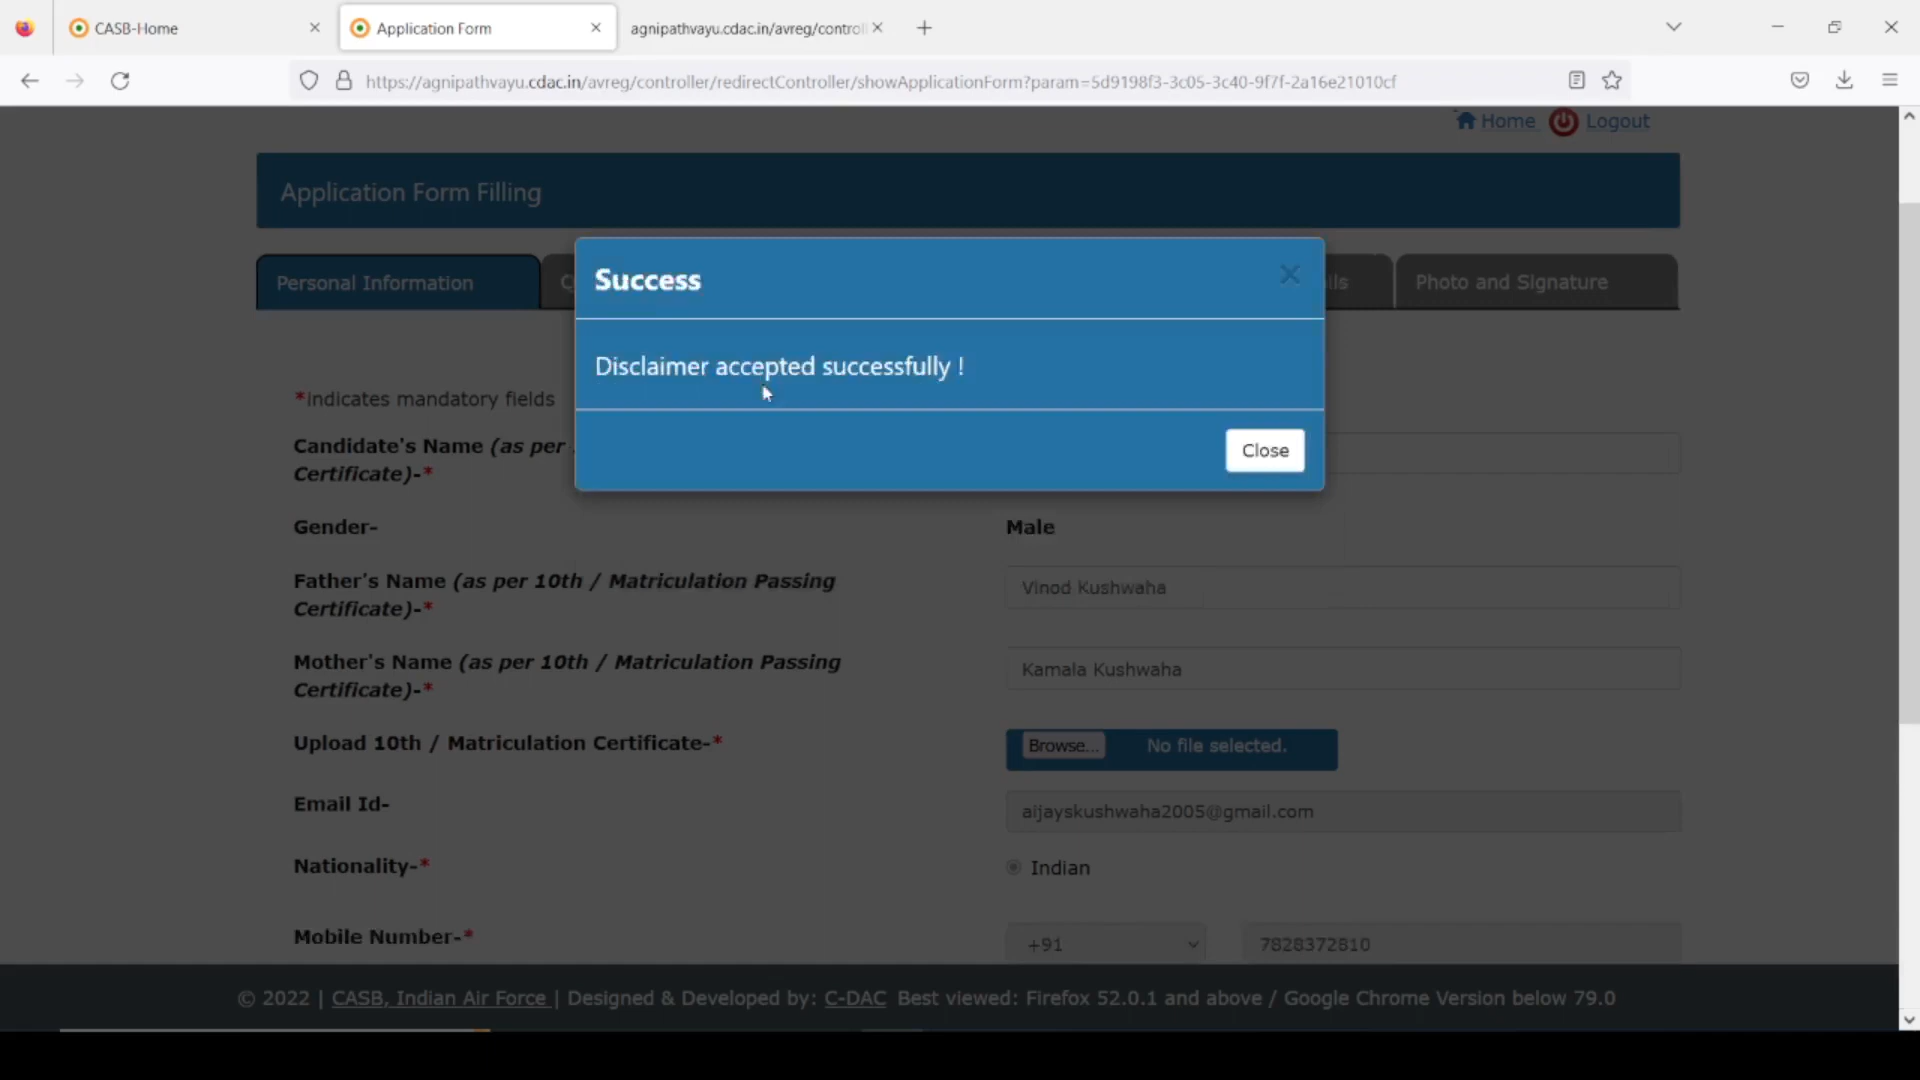 CASB-Home
Application Form
agnipathvayu.cdac.in/avreg/control
https://agnipathvayu.cdac.in/avreg/controller/redirectController/showApplicationForm?param=5d9198f3-3c05-3c40-9f7f-2a16e21010cf
Home Logout
Application Form Filling
Personal Information
Photo and Signature
Success
Disclaimer accepted successfully !
Close
*indicates mandatory fields
Candidate's Name (as per
Certificate)-*
Gender- Male
Father's Name (as per 10th / Matriculation Passing
Certificate)-*
Vinod Kushwaha
Mother's Name (as per 10th / Matriculation Passing
Certificate)-*
Kamala Kushwaha
Upload 10th / Matriculation Certificate-* Browse... No file selected.
Email Id- aijayskushwaha2005@gmail.com
Nationality-* Indian
Mobile Number-* +91 7828372810
© 2022 | CASB, Indian Air Force | Designed & Developed by: C-DAC Best viewed: Firefox 52.0.1 and above / Google Chrome Version below 79.0